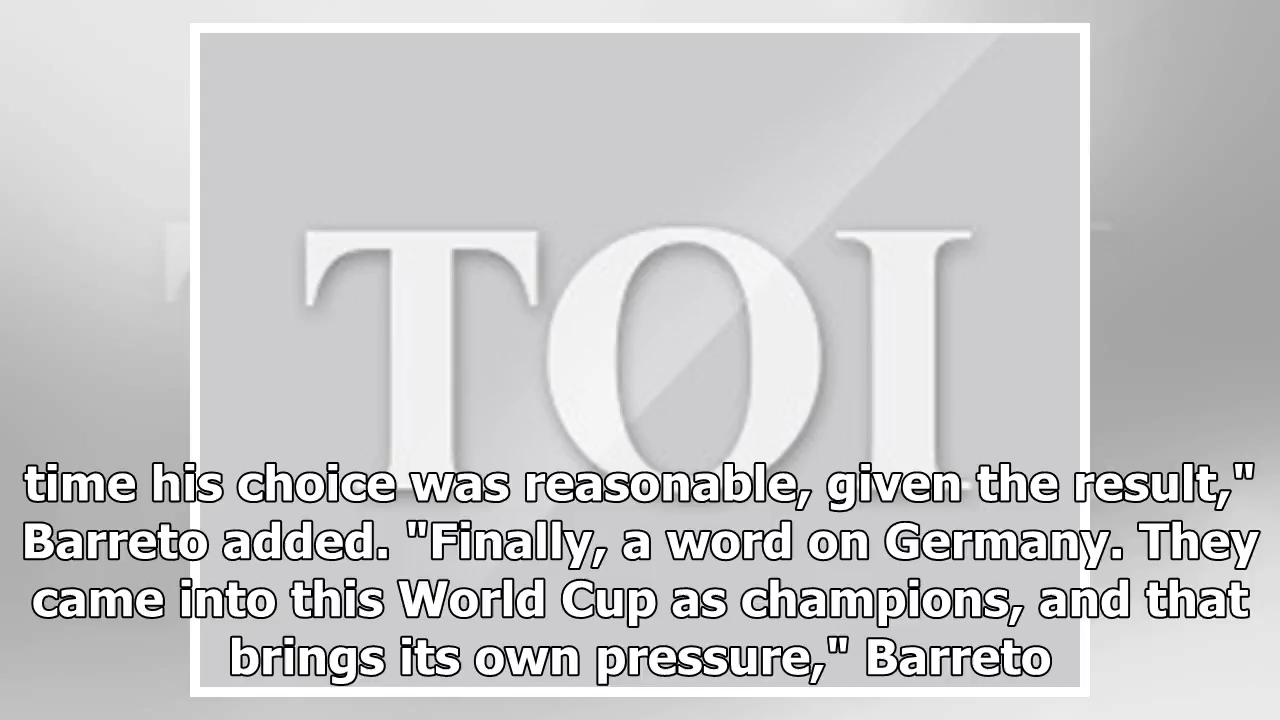 TOI
time his choice was reasonable, given the result,"
Barreto added. "Finally, a word on Germany. They
came into this World Cup as champions, and that
brings its own pressure," Barreto